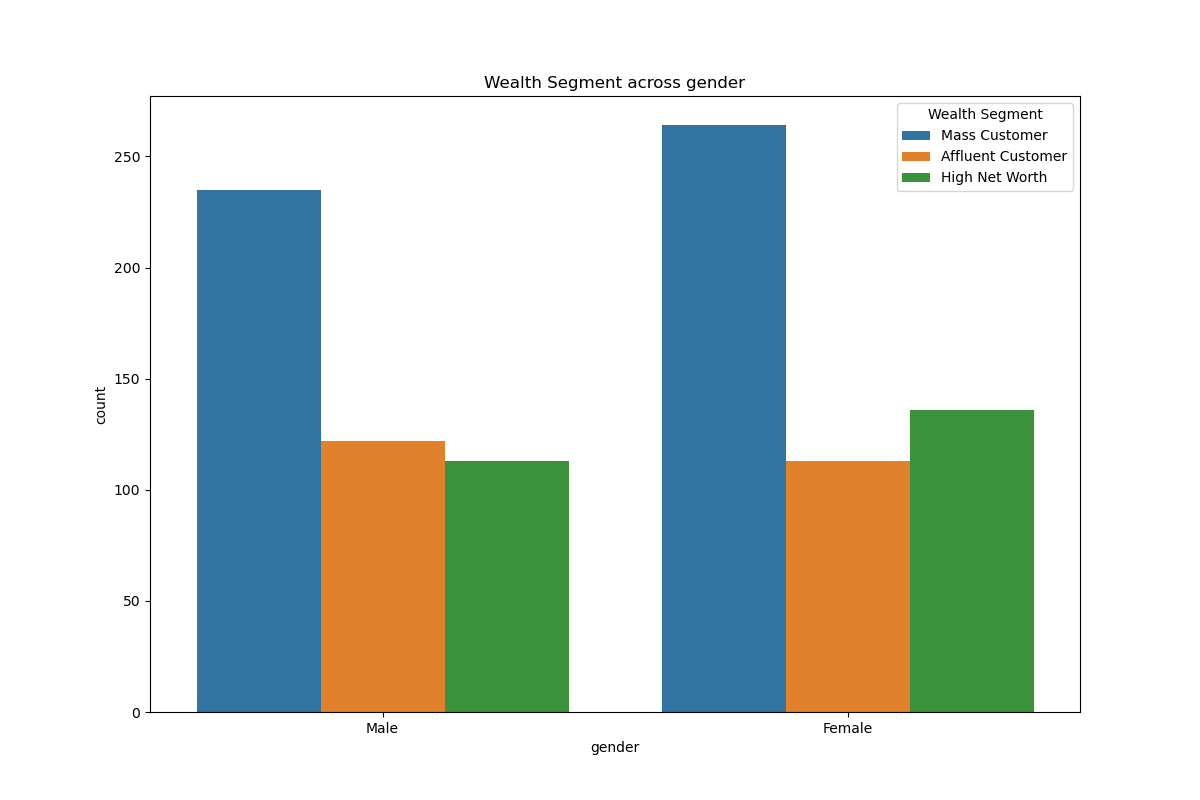 Wealth Segment across gender
Wealth Segment
Mass Customer
Affluent Customer
High Net Worth
250
200
150
100
50
0
count
Male
Female
gender